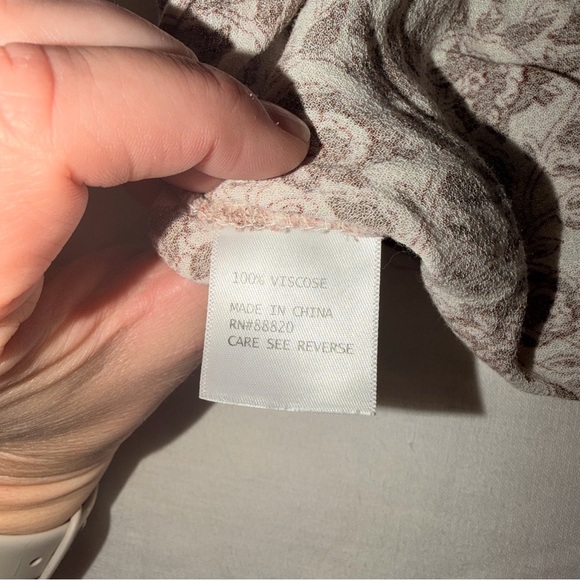 100% VISCOSE
MADE IN CHINA
RN#88820
CARE SEE REVERSE